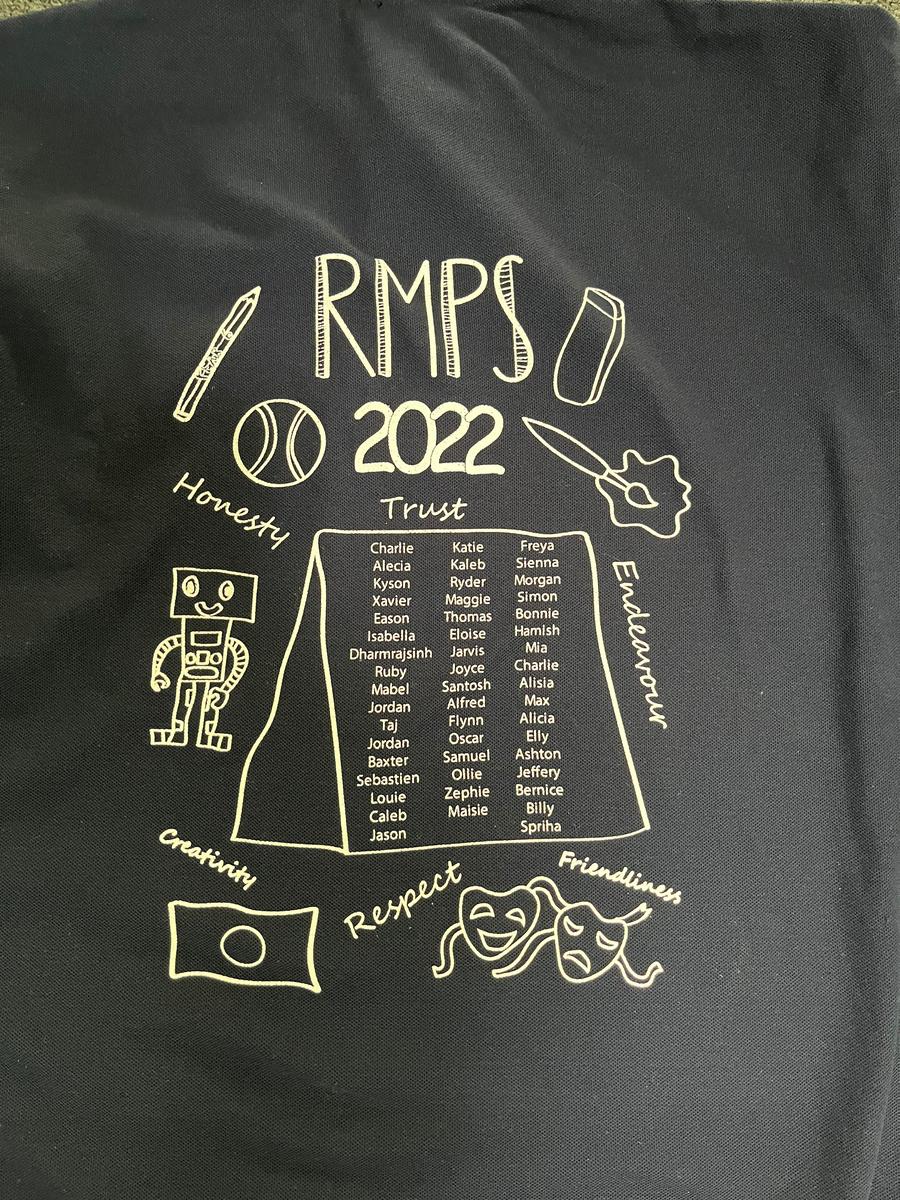 RMPS
2022
Honesty
Trust
Endeavour
Charlie
Alecia
Kyson
Xavier
Eason
Isabella
Dharmrajsinh
Ruby
Mabel
Jordan
Taj
Jordan
Baxter
Sebastien
Louie
Caleb
Jason
Katie
Kaleb
Ryder
Maggie
Thomas
Eloise
Jarvis
Joyce
Santosh
Alfred
Flynn
Oscar
Samuel
Ollie
Zephie
Maisie
Freya
Sienna
Morgan
Simon
Bonnie
Hamish
Mia
Charlie
Alisia
Max
Alicia
Elly
Ashton
Jeffery
Bernice
Billy
Spriha
Creativity
Respect
Friendliness